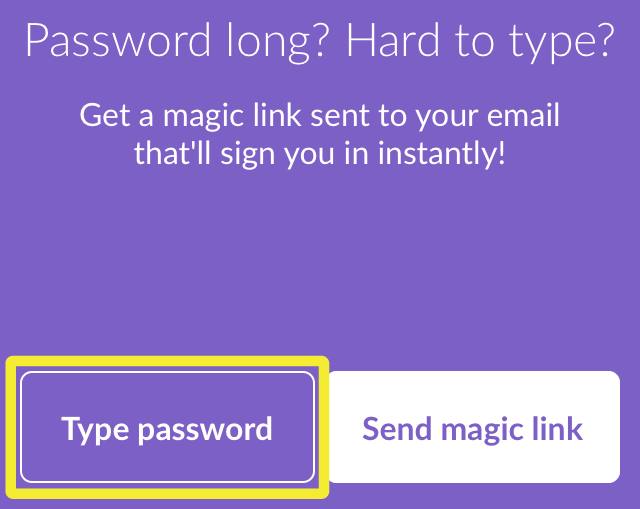 Password long? Hard to type?
Get a magic link sent to your email
that'll sign you in instantly!
Type password
Send magic link